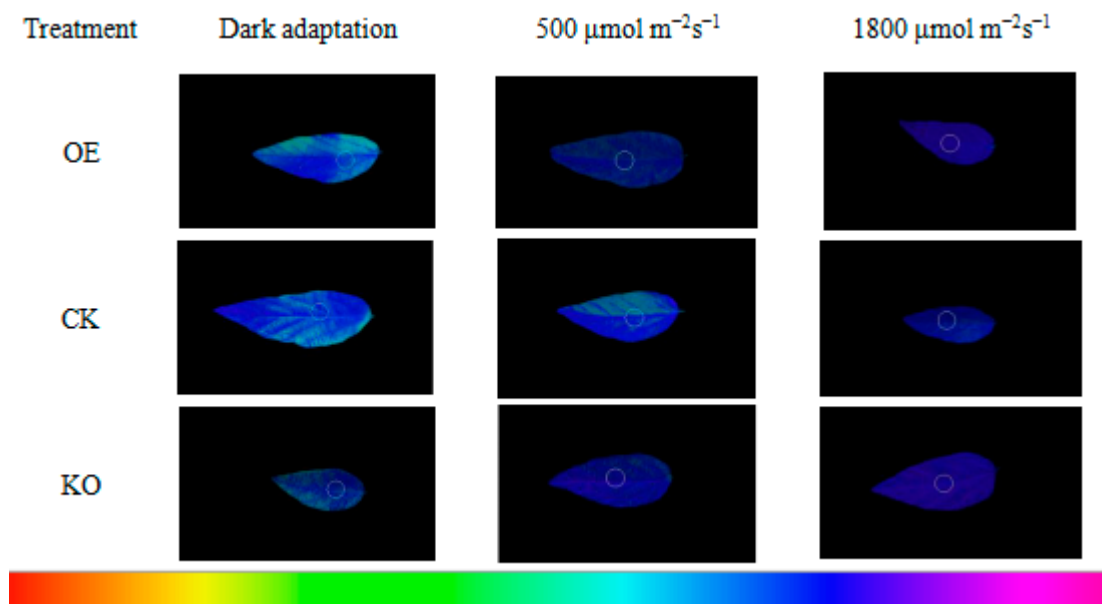 Treatment Dark adaptation 500 μmol m⁻²s⁻¹ 1800 μmol m⁻²s⁻¹
OE
CK
KO